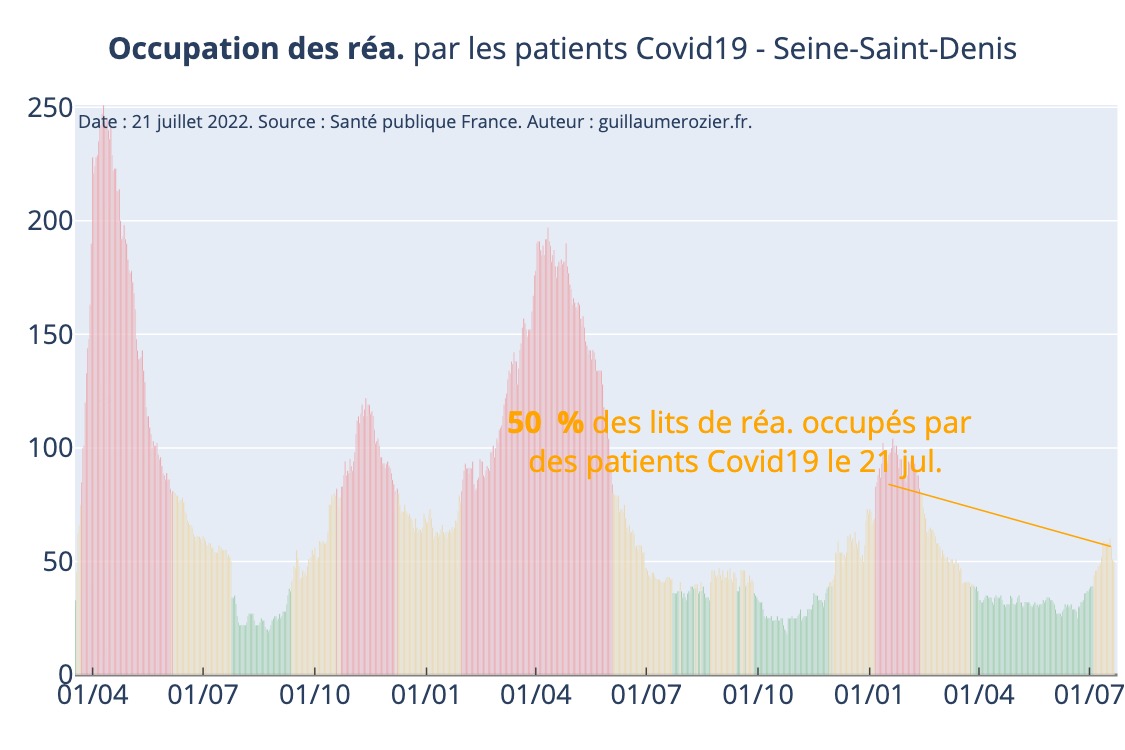 Occupation des réa. par les patients Covid19 - Seine-Saint-Denis
250
Date : 21 juillet 2022. Source : Santé publique France. Auteur : guillaumerozier.fr.
200
150
50  % des lits de réa. occupés par
100
des patients Covid19 le 21 jul.
50
0
01/04 01/07 01/10 01/01 01/04 01/07 01/10 01/01 01/04 01/07